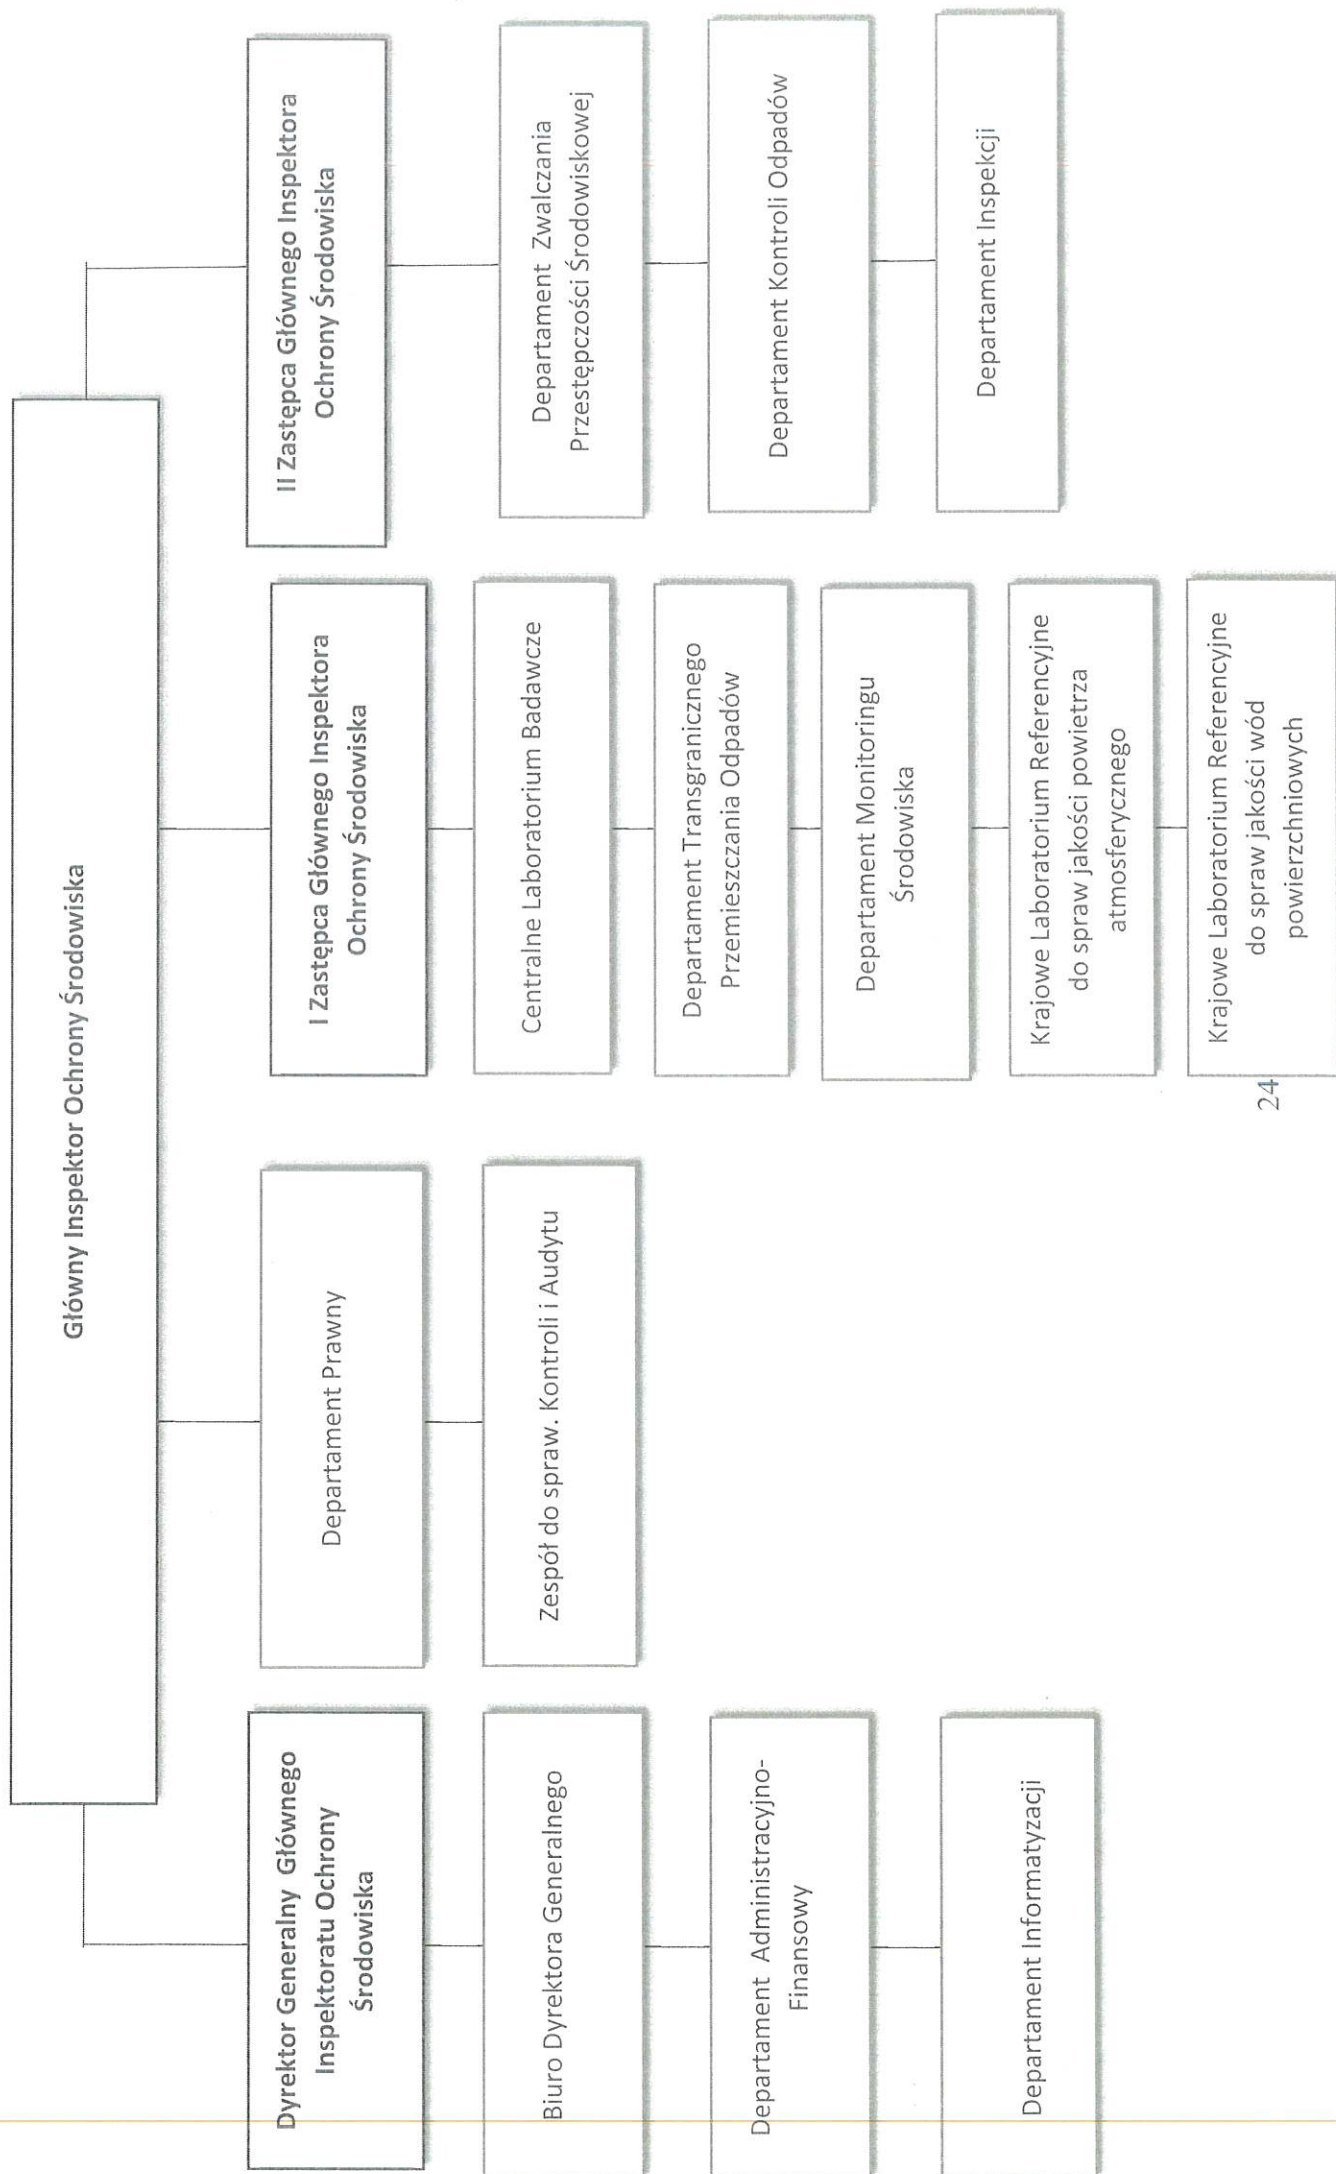 Główny Inspektor Ochrony Środowiska
Dyrektor Generalny Głównego
Inspektoratu Ochrony
Środowiska
Biuro Dyrektora Generalnego
Departament Administracyjno-
Finansowy
Departament Informatyzacji
Departament Prawny
Zespół do spraw. Kontroli i Audytu
I Zastępca Głównego Inspektora
Ochrony Środowiska
Centralne Laboratorium Badawcze
Departament Transgranicznego
Przemieszczania Odpadów
Departament Monitoringu
Środowiska
Krajowe Laboratorium Referencyjne
do spraw jakości powietrza
atmosferycznego
Krajowe Laboratorium Referencyjne
do spraw jakości wód
powierzchniowych
II Zastępca Głównego Inspektora
Ochrony Środowiska
Departament Zwalczania
Przestępczości Środowiskowej
Departament Kontroli Odpadów
Departament Inspekcji
24